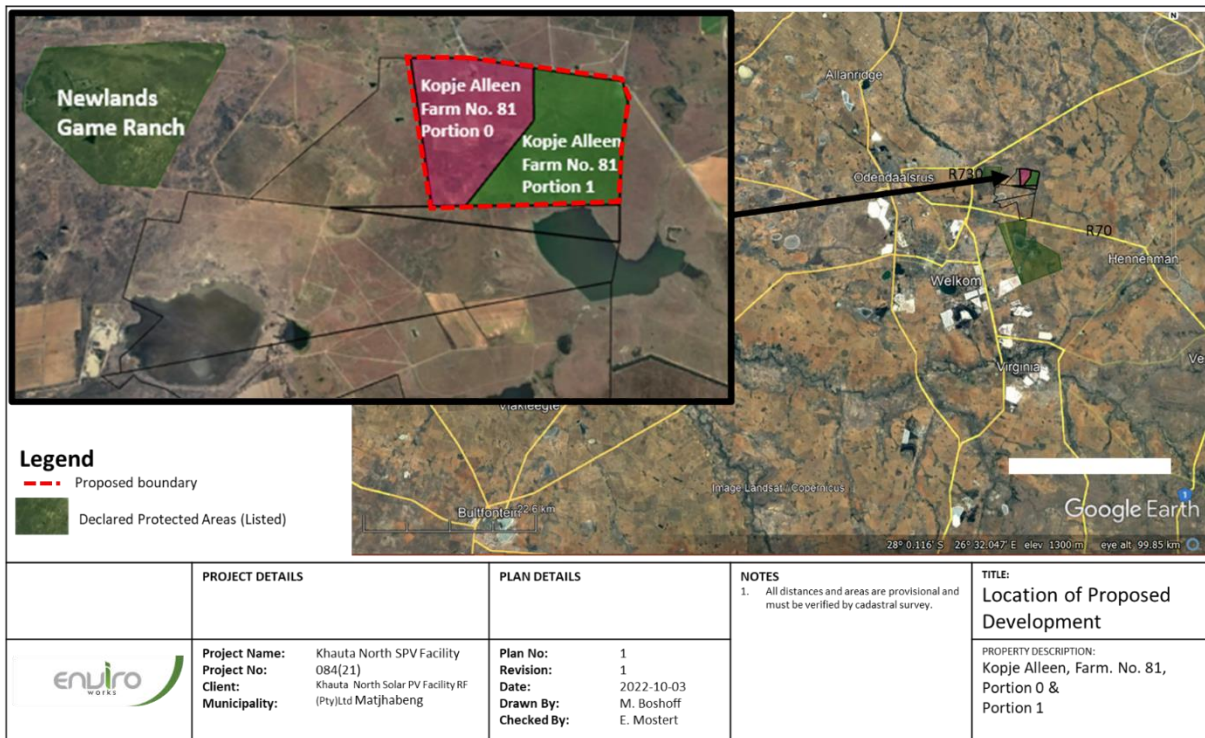 Newlands
Game Ranch
Kopje Alleen
Farm No. 81
Portion 0
Kopje Alleen
Farm No. 81
Portion 1
N
Allanridge
Odendaalsrus
R730
R70
Hennenman
Welkom
Virginia
Ve
Bultfontein
22.6 km
Image Landsat / Copernicus
Google Earth
1
28° 0.116' S 26° 32.047' E elev 1300 m eye alt 99.85 km
Legend
Proposed boundary
Declared Protected Areas (Listed)
PROJECT DETAILS
PLAN DETAILS
NOTES
1. All distances and areas are provisional and
must be verified by cadastral survey.
TITLE:
Location of Proposed
Development
enviro
works
Project Name: Khauta North SPV Facility
Project No: 084(21)
Client: Khauta North Solar PV Facility RF
(Pty)Ltd
Municipality: Matjhabeng
Plan No: 1
Revision: 1
Date: 2022-10-03
Drawn By: M. Boshoff
Checked By: E. Mostert
PROPERTY DESCRIPTION:
Kopje Alleen, Farm. No. 81,
Portion 0 &
Portion 1